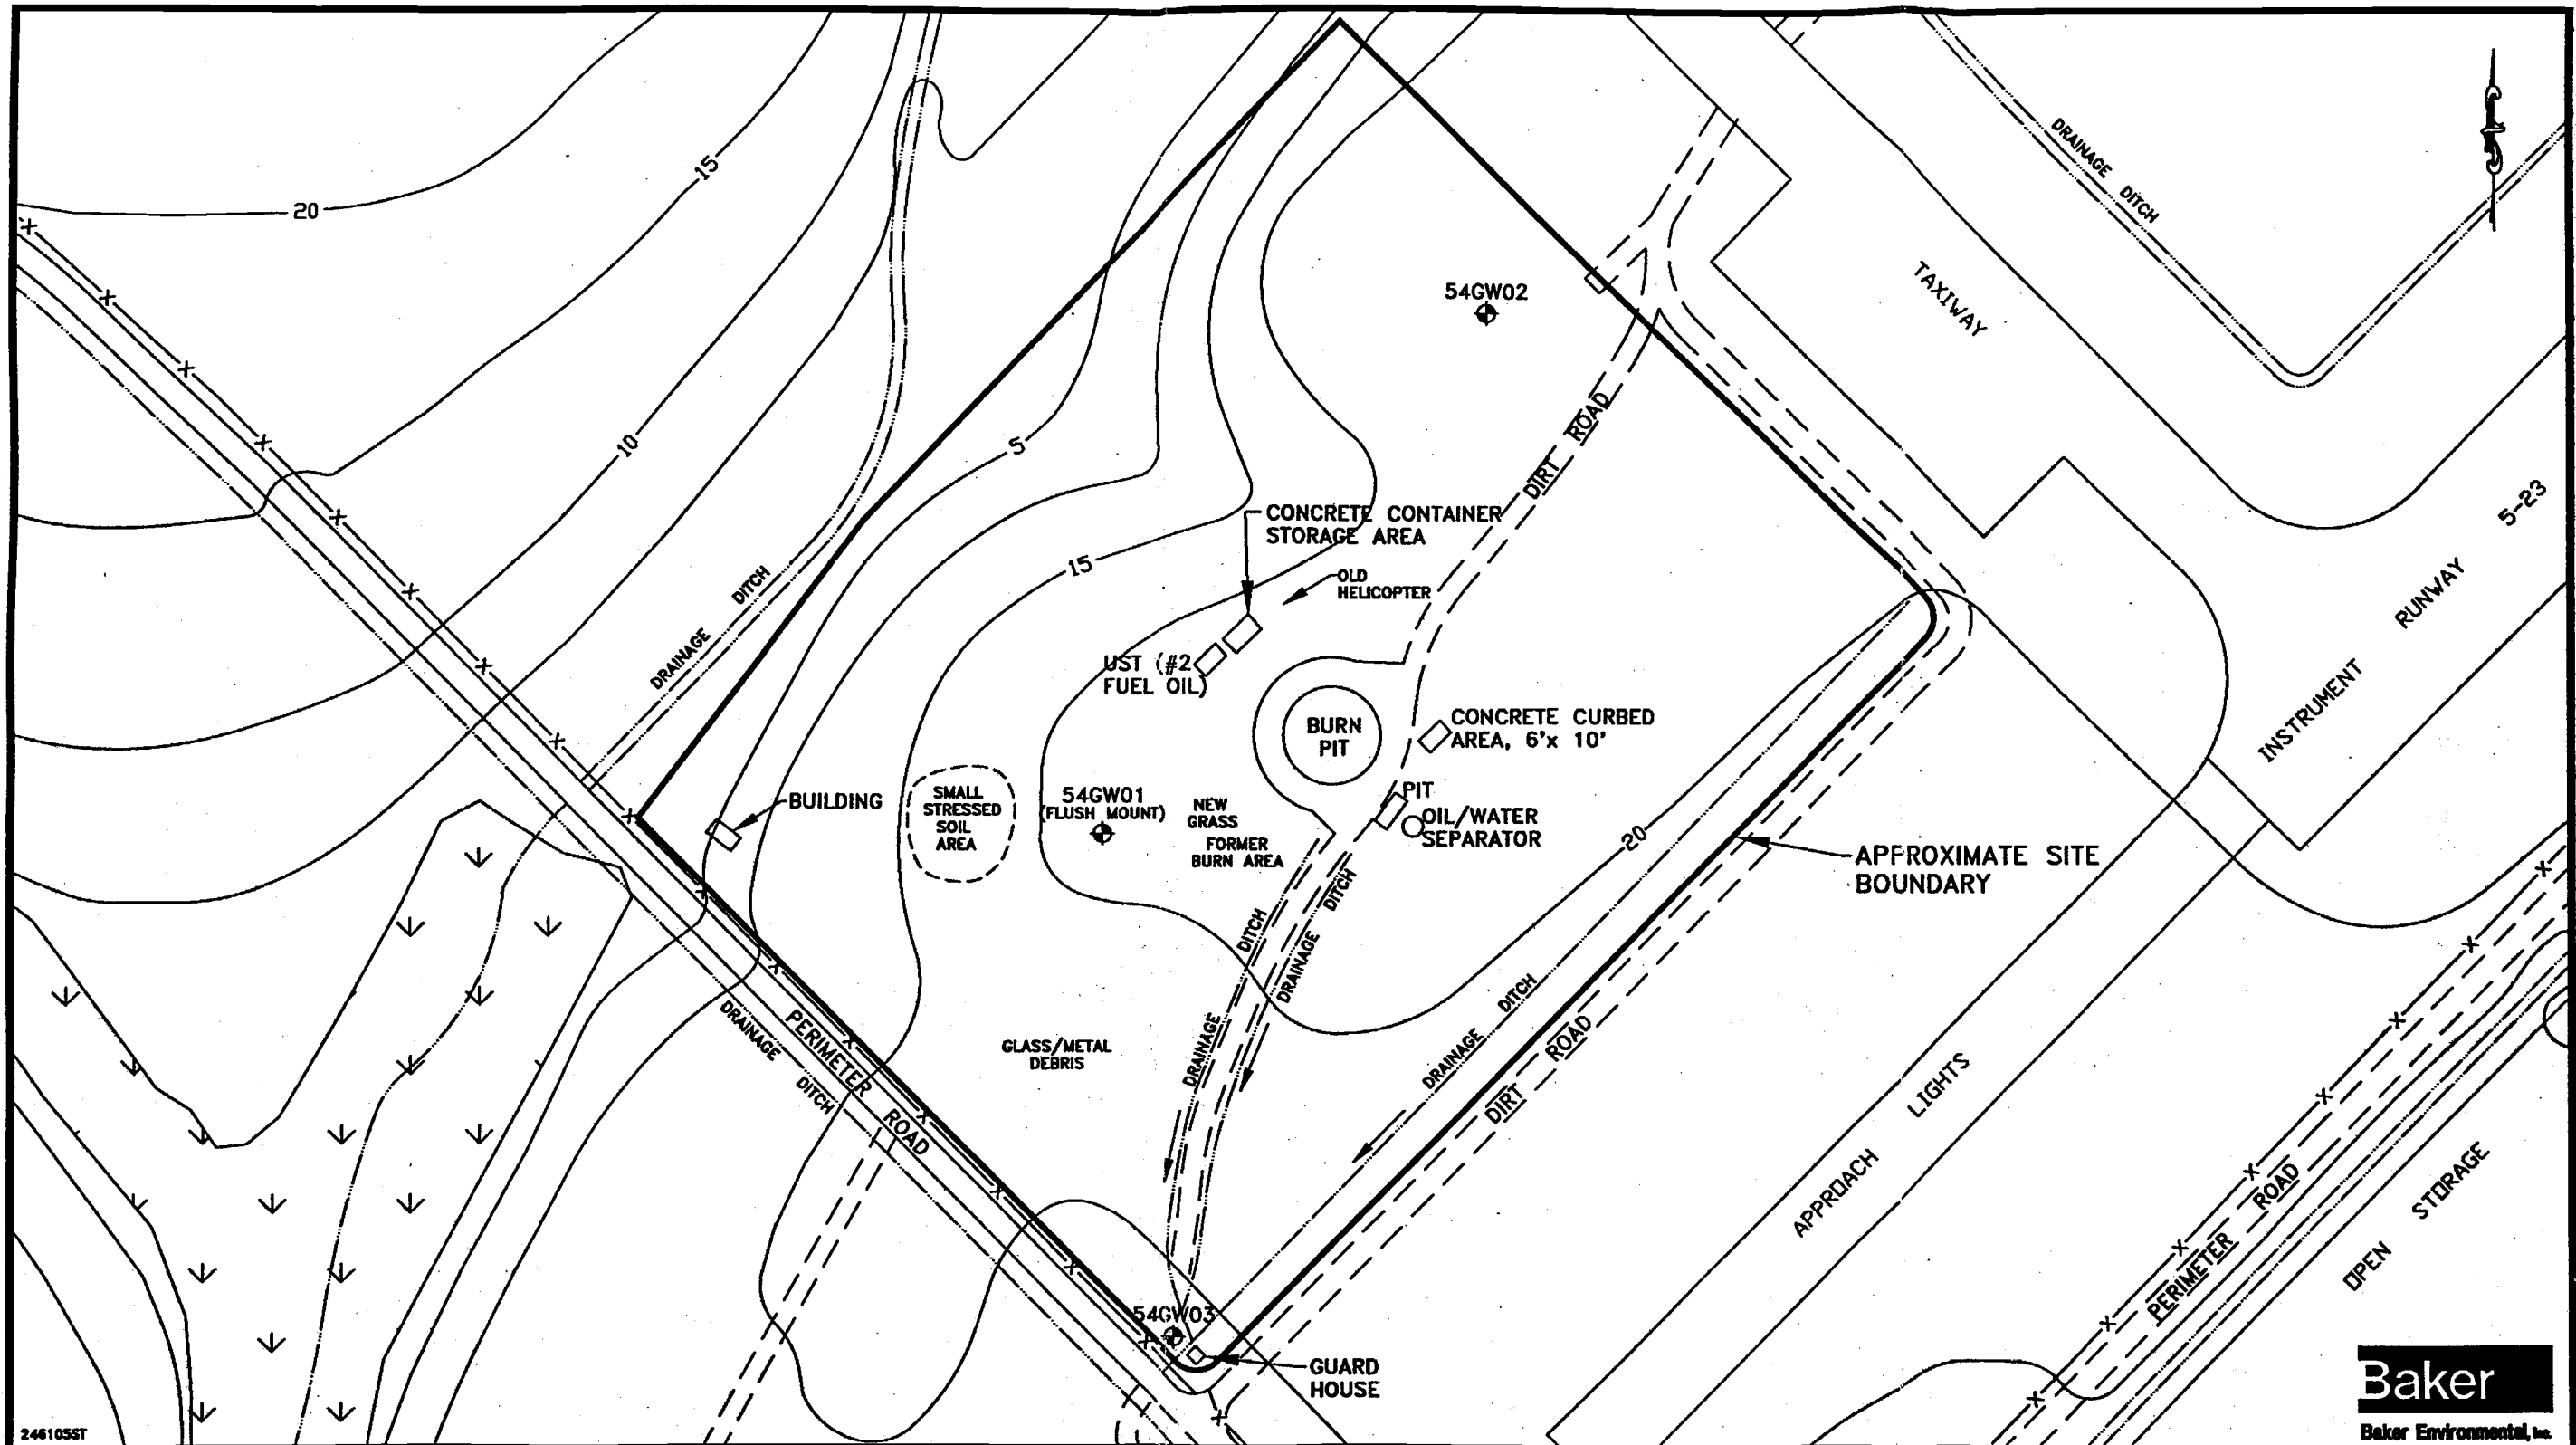 DRAINAGE DITCH
15
20
TAXIWAY
54GW02
ROAD
DIRT
10
5
5-23
RUNWAY
INSTRUMENT
CONCRETE CONTAINER
STORAGE AREA
15
OLD
HELICOPTER
DITCH
DRAINAGE
UST (#2
FUEL OIL)
BURN
PIT
CONCRETE CURBED
AREA, 6'x 10'
PIT
OIL/WATER
SEPARATOR
BUILDING
SMALL
STRESSED
SOIL
AREA
54GW01
(FLUSH MOUNT)
NEW
GRASS
FORMER
BURN AREA
20
APPROXIMATE SITE
BOUNDARY
DITCH
DRAINAGE
DITCH
DRAINAGE
DITCH
DRAINAGE
ROAD
DIRT
GLASS/METAL
DEBRIS
PERIMETER ROAD
DRAINAGE DITCH
LIGHTS
APPROACH
ROAD
PERIMETER
STORAGE
OPEN
54GW03
GUARD
HOUSE
Baker
Baker Environmental, Inc.
246105ST